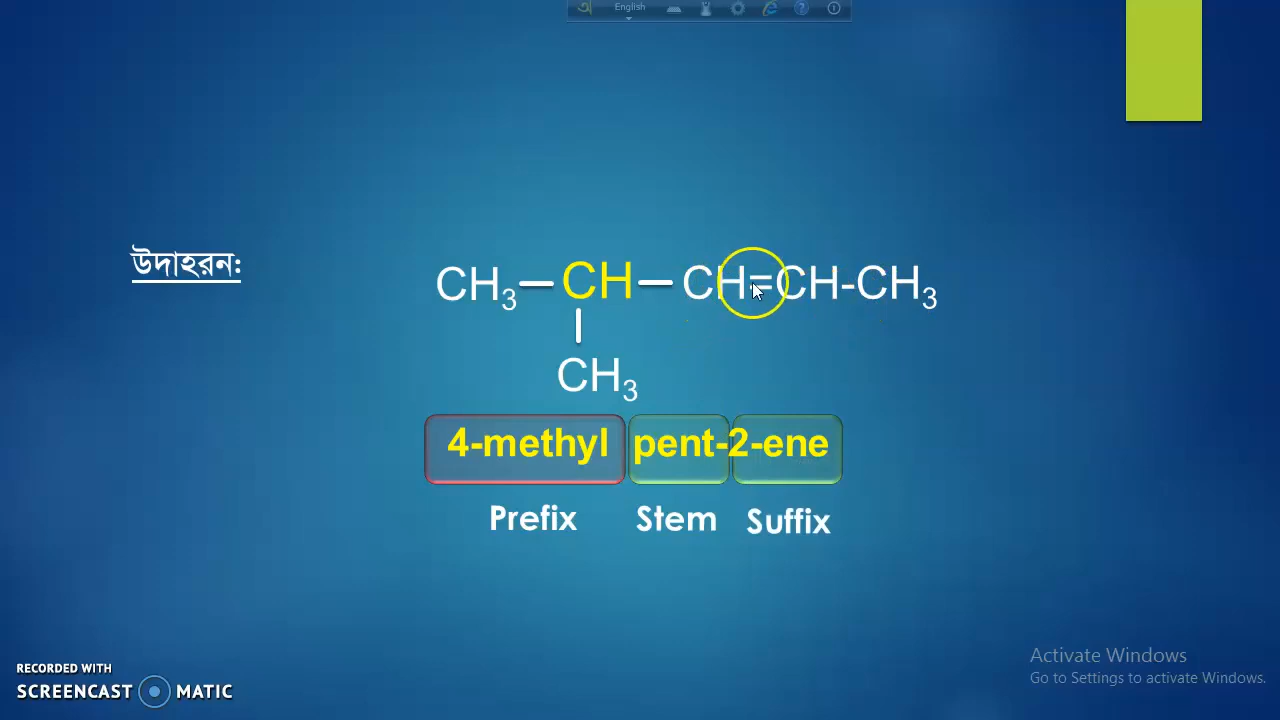 English
উদাহরন:
CH₃—CH—CH=CH-CH₃
CH₃
4-methyl pent-2-ene
Prefix Stem Suffix
Activate Windows
Go to Settings to activate Windows.
RECORDED WITH
SCREENCAST MATIC